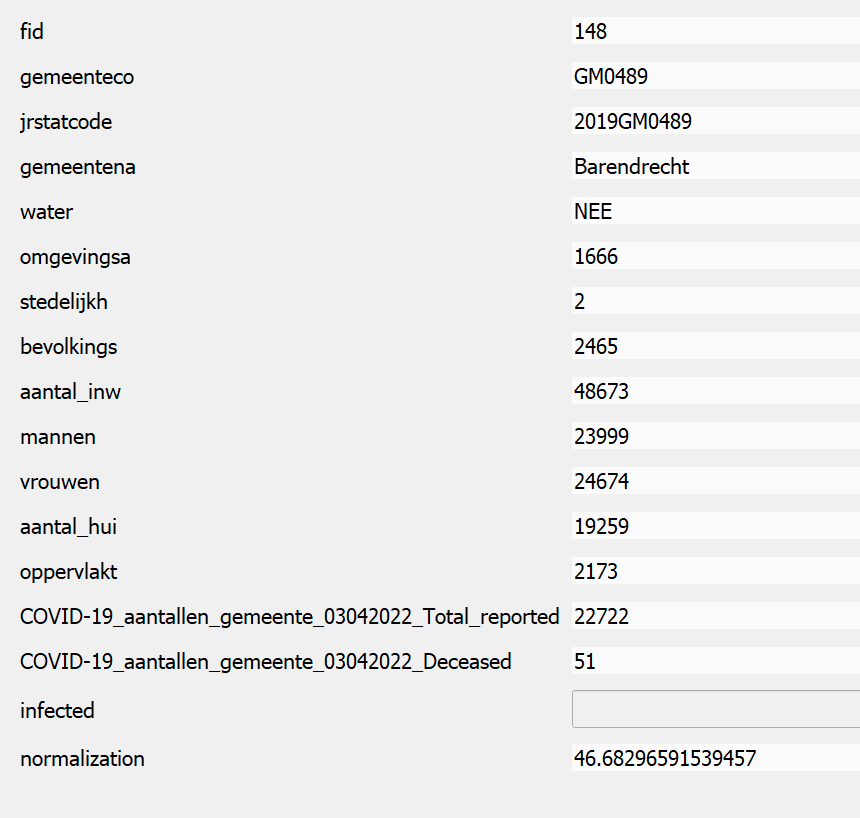 fid 148
gemeenteco GM0489
jrstatcode 2019GM0489
gemeentena Barendrecht
water NEE
omgevingsa 1666
stedelijkh 2
bevolkings 2465
aantal_inw 48673
mannen 23999
vrouwen 24674
aantal_hui 19259
oppervlakt 2173
COVID-19_aantallen_gemeente_03042022_Total_reported 22722
COVID-19_aantallen_gemeente_03042022_Deceased 51
infected
normalization 46.68296591539457